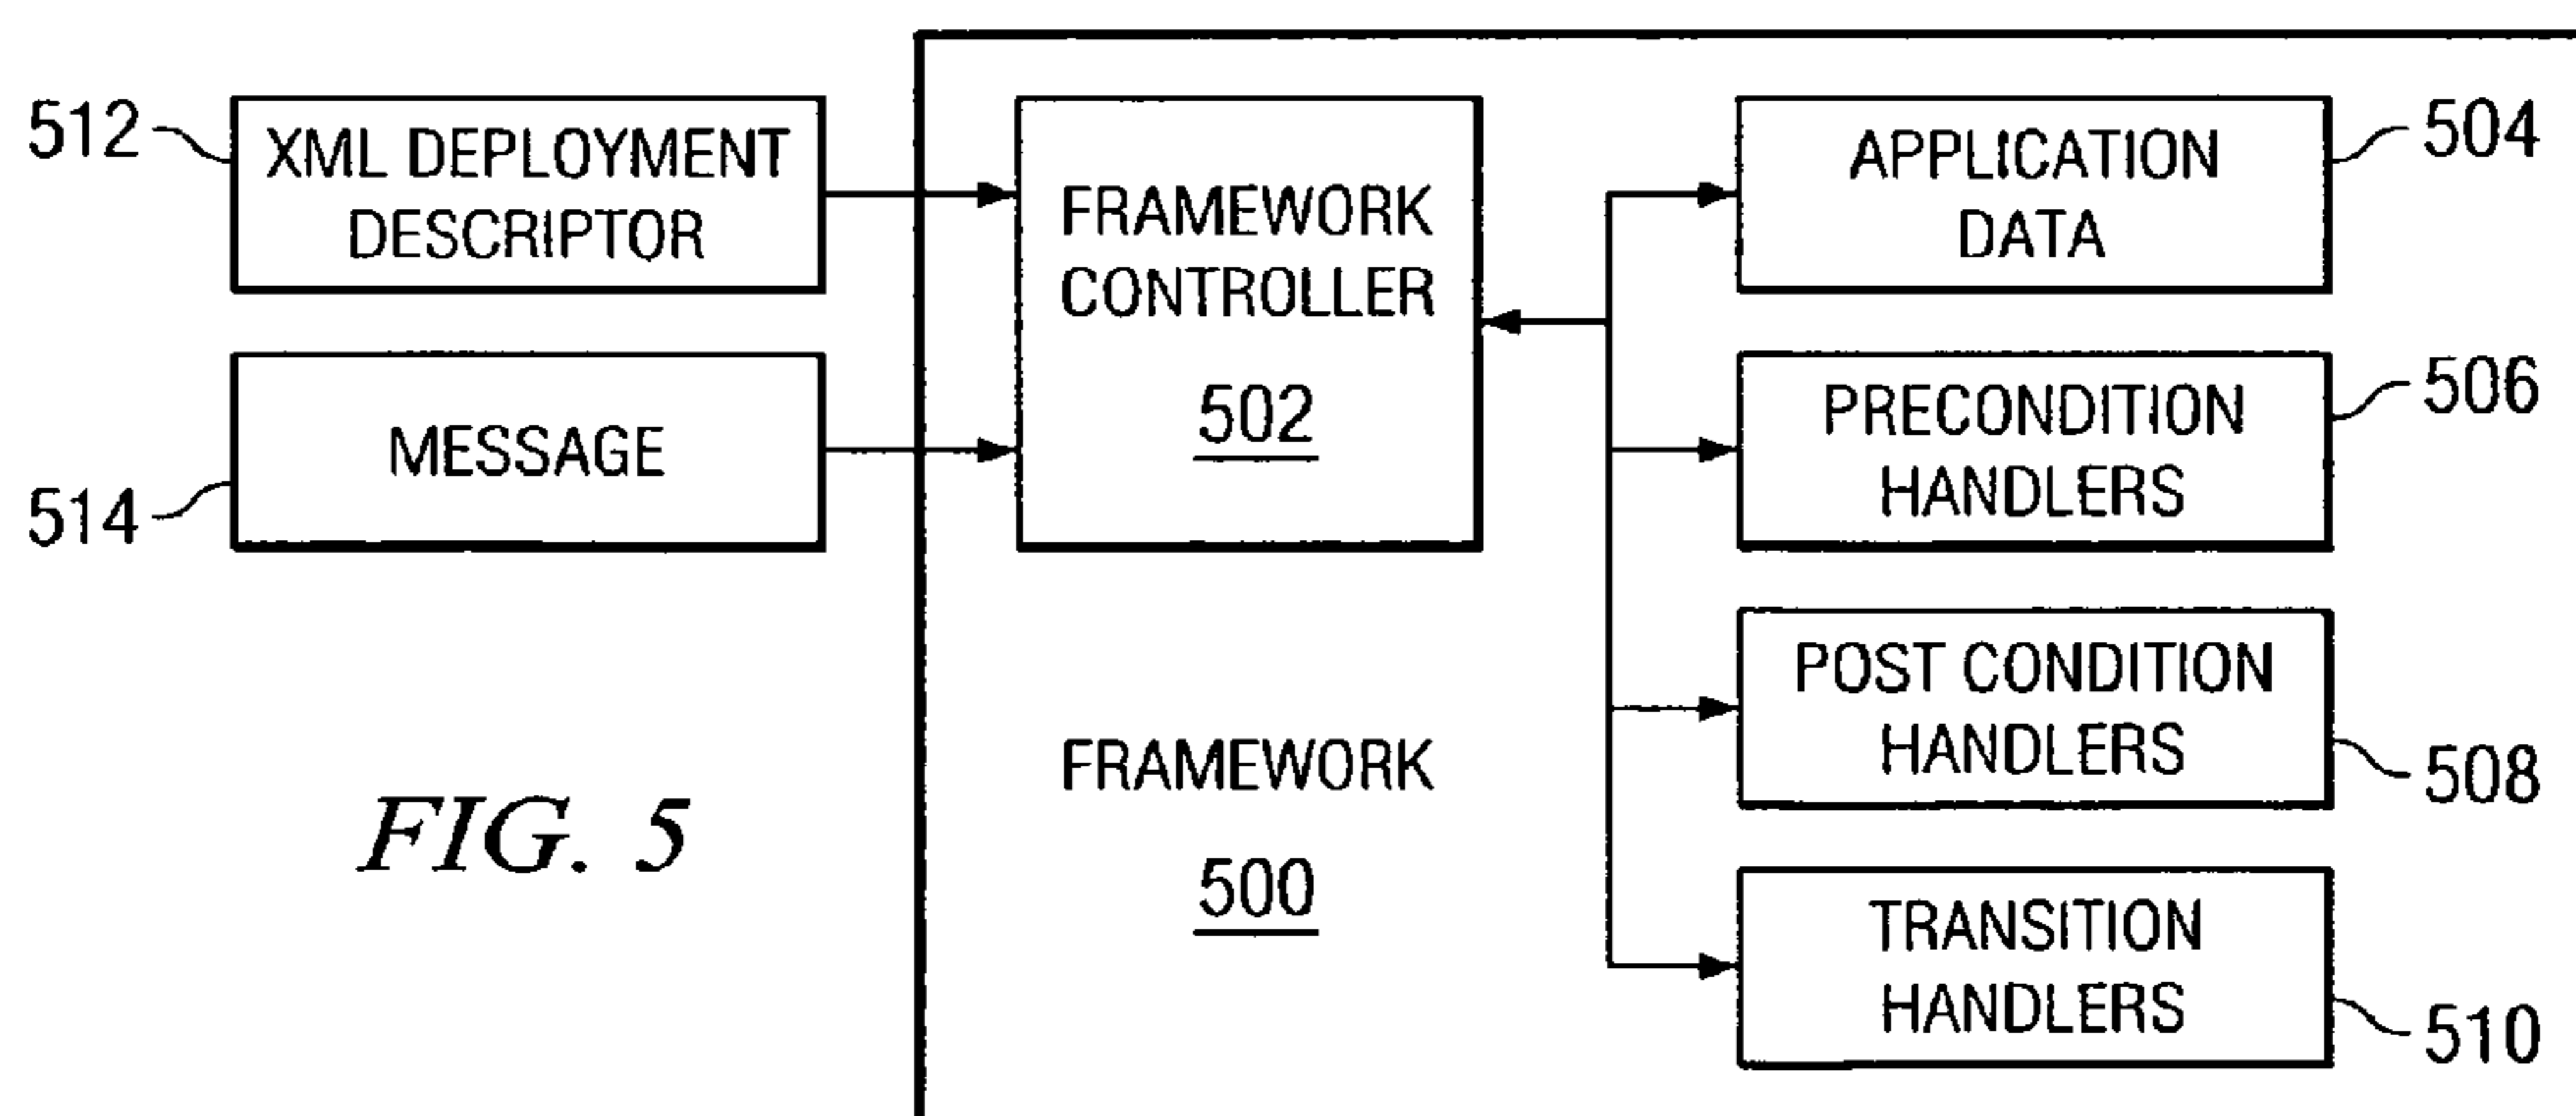 512
XML DEPLOYMENT
DESCRIPTOR
514
MESSAGE
FRAMEWORK
CONTROLLER
502
FRAMEWORK
500
APPLICATION
DATA
504
PRECONDITION
HANDLERS
506
POST CONDITION
HANDLERS
508
TRANSITION
HANDLERS
510
FIG. 5